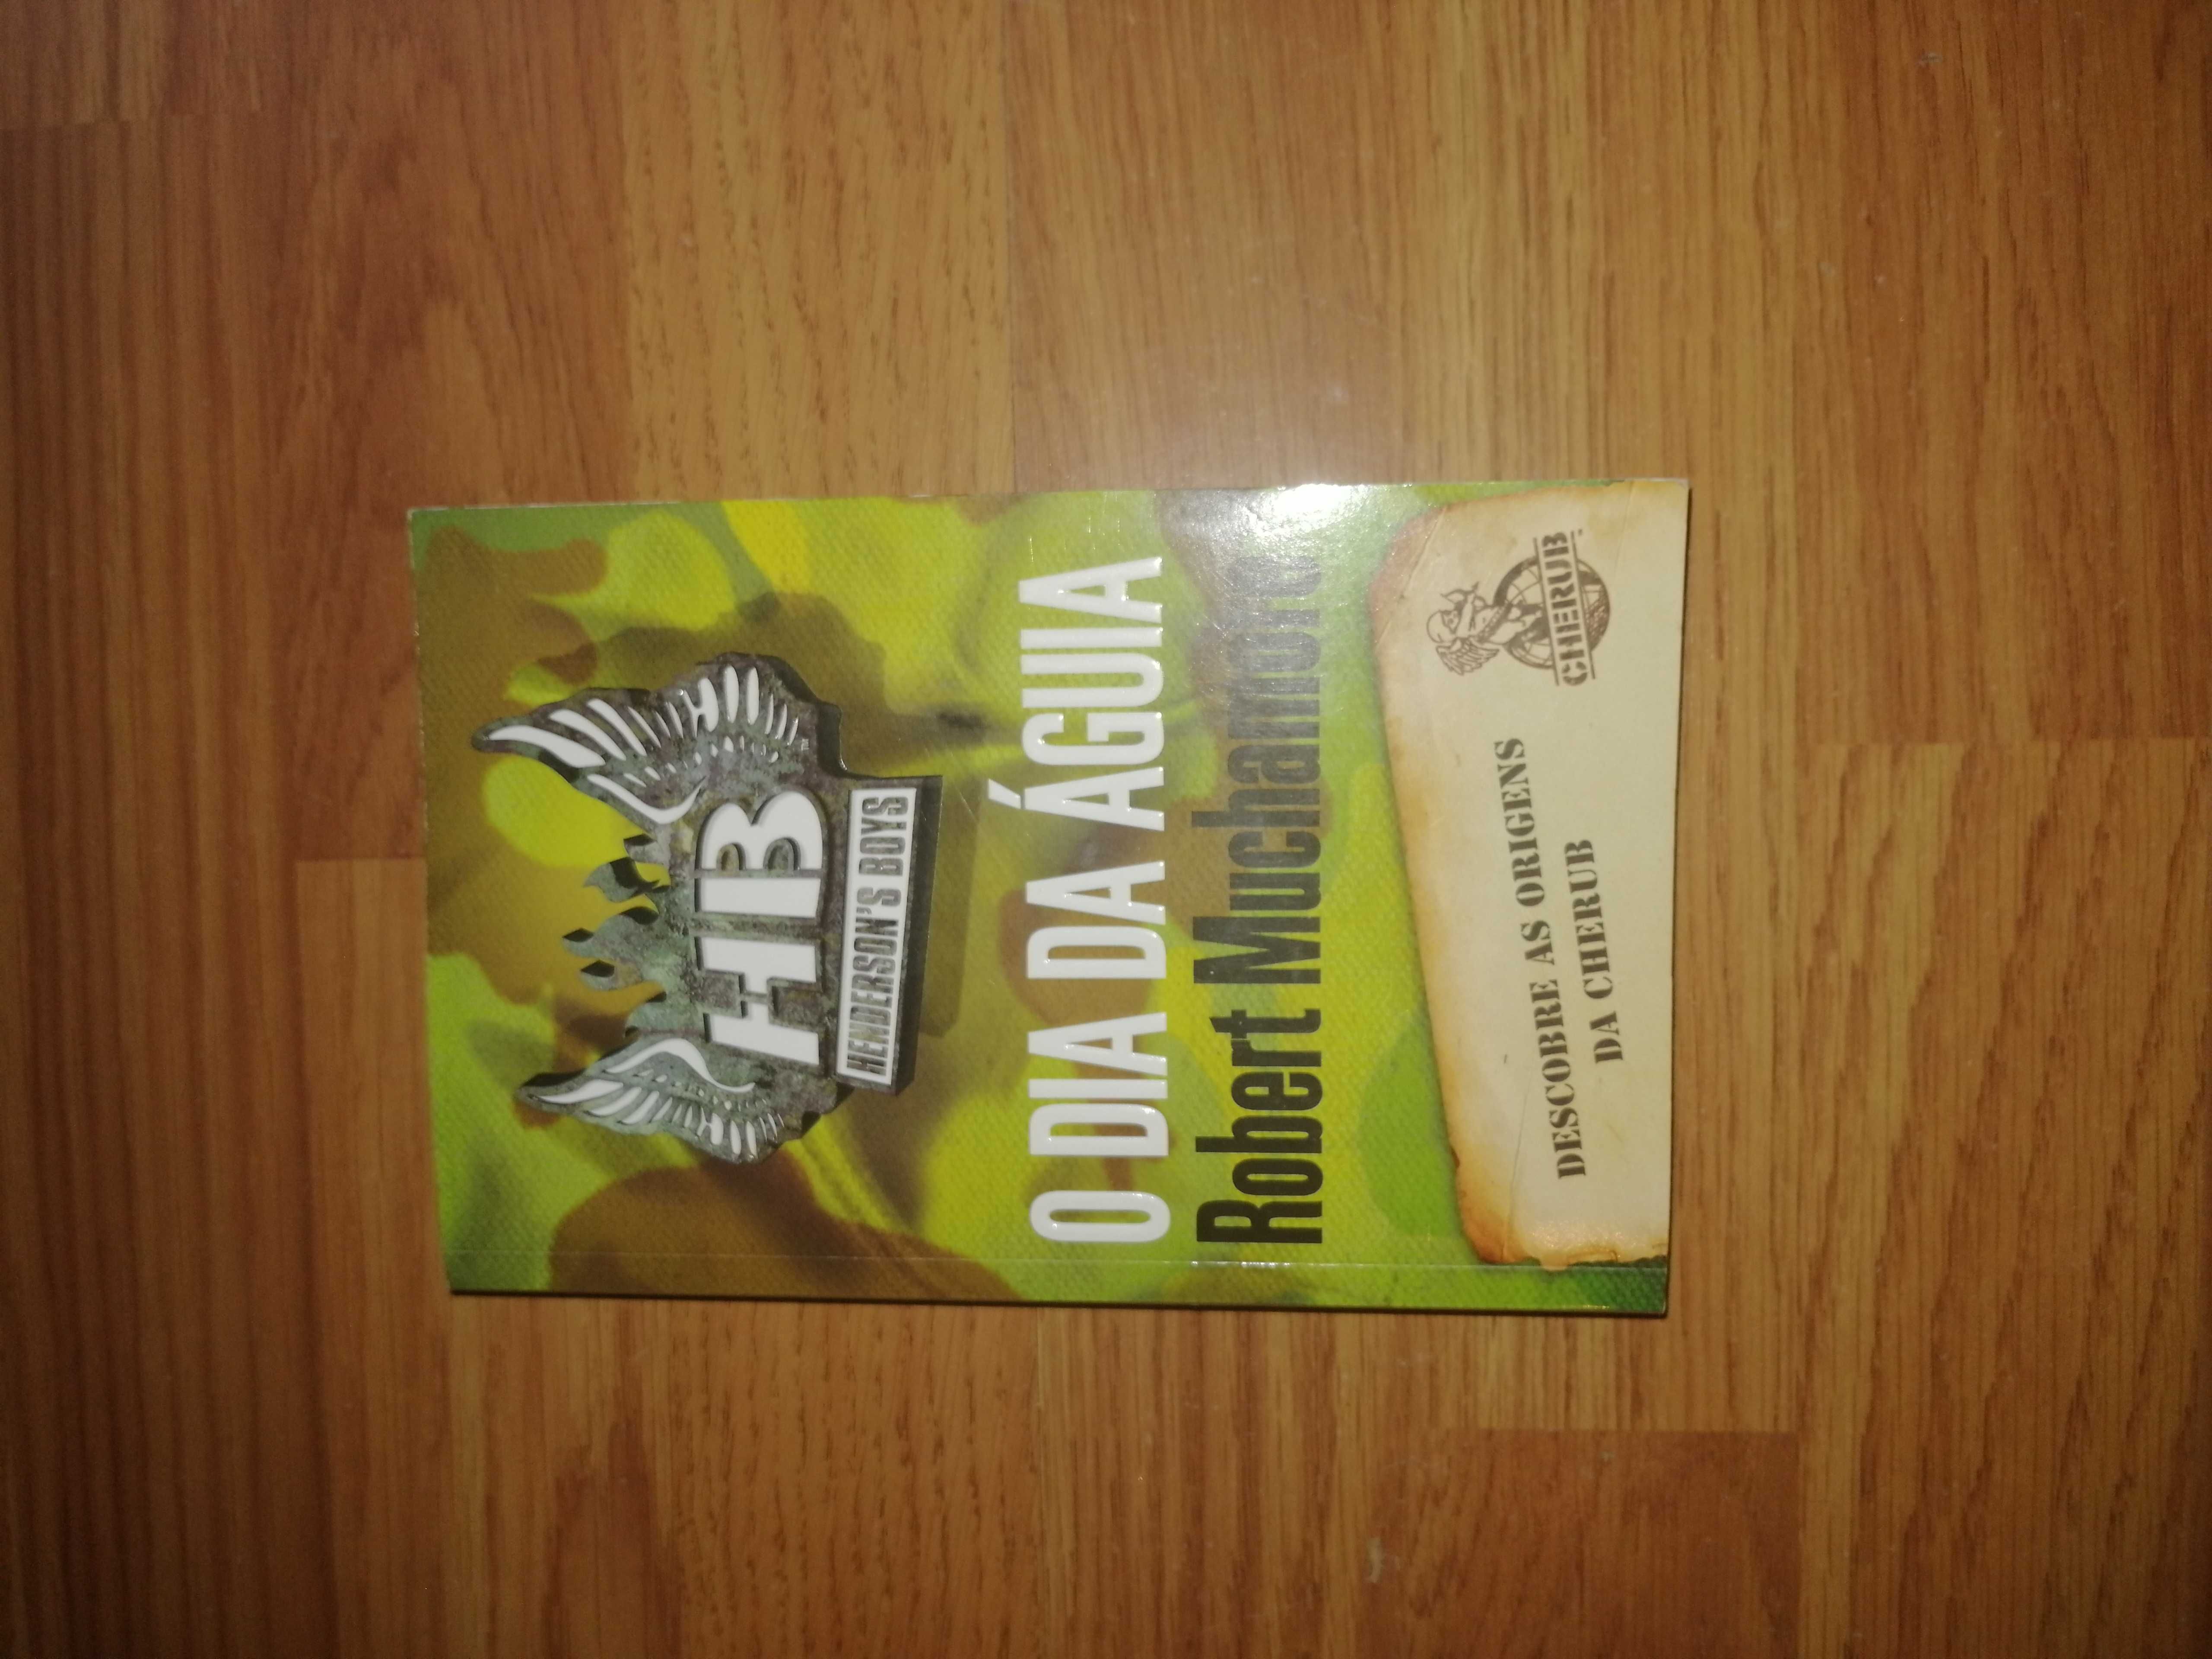 HB
HENDERSON'S BOYS
O DIA DA ÁGUIA
Robert Muchamore
DESCOBRE AS ORIGENS
DA CHERUB
CHERUB